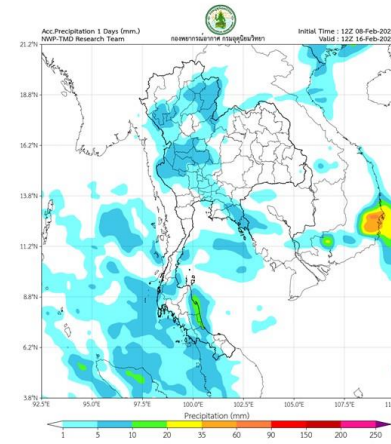 Acc.Precipitation 1 Days (mm.)
NWP-TMD Research Team
กองพยากรณ์อากาศ กรมอุตุนิยมวิทยา
Initial Time : 12Z 08-Feb-202
Valid : 12Z 16-Feb-202
21.2°N
18.8°N
16.2°N
13.8°N
11.2°N
8.8°N
6.2°N
3.8°N
92.5°E 95.0°E 97.5°E 100.0°E 102.5°E 105.0°E 107.5°E 11
Precipitation (mm)
1 5 10 20 35 60 90 150 200 250